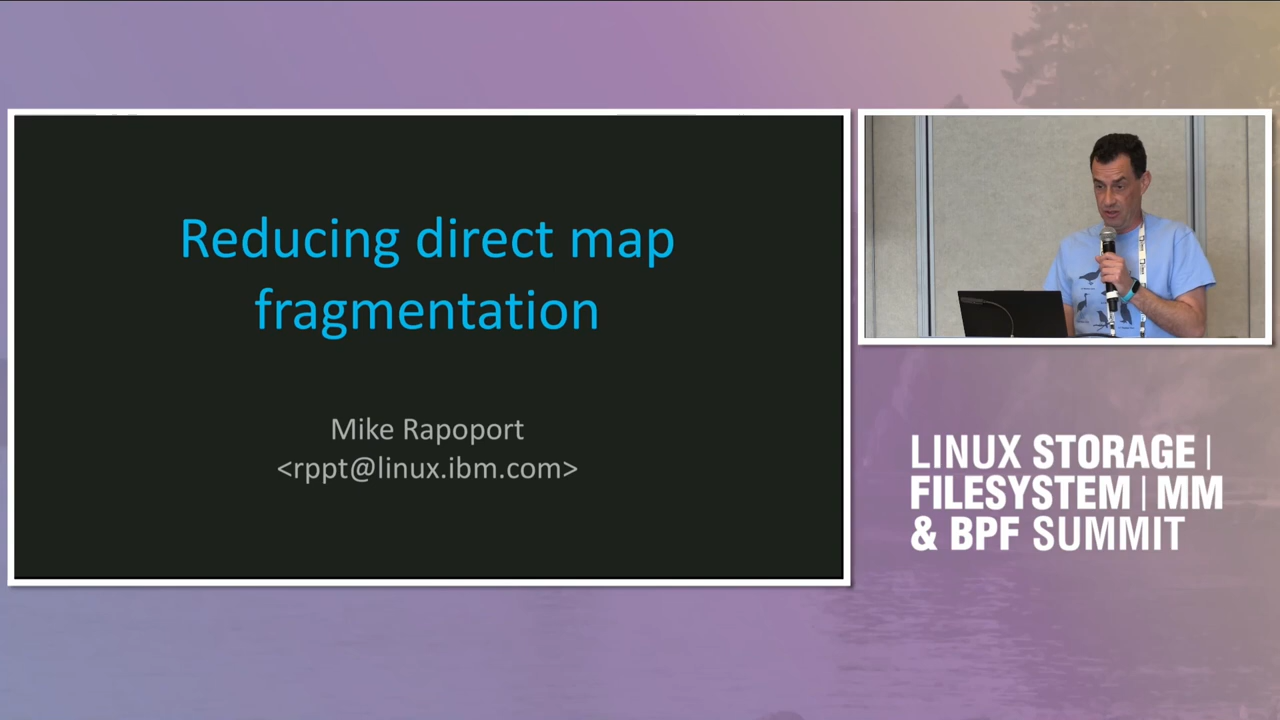 Reducing direct map
fragmentation
Mike Rapoport
<rppt@linux.ibm.com>
LINUX STORAGE |
FILESYSTEM | MM
& BPF SUMMIT